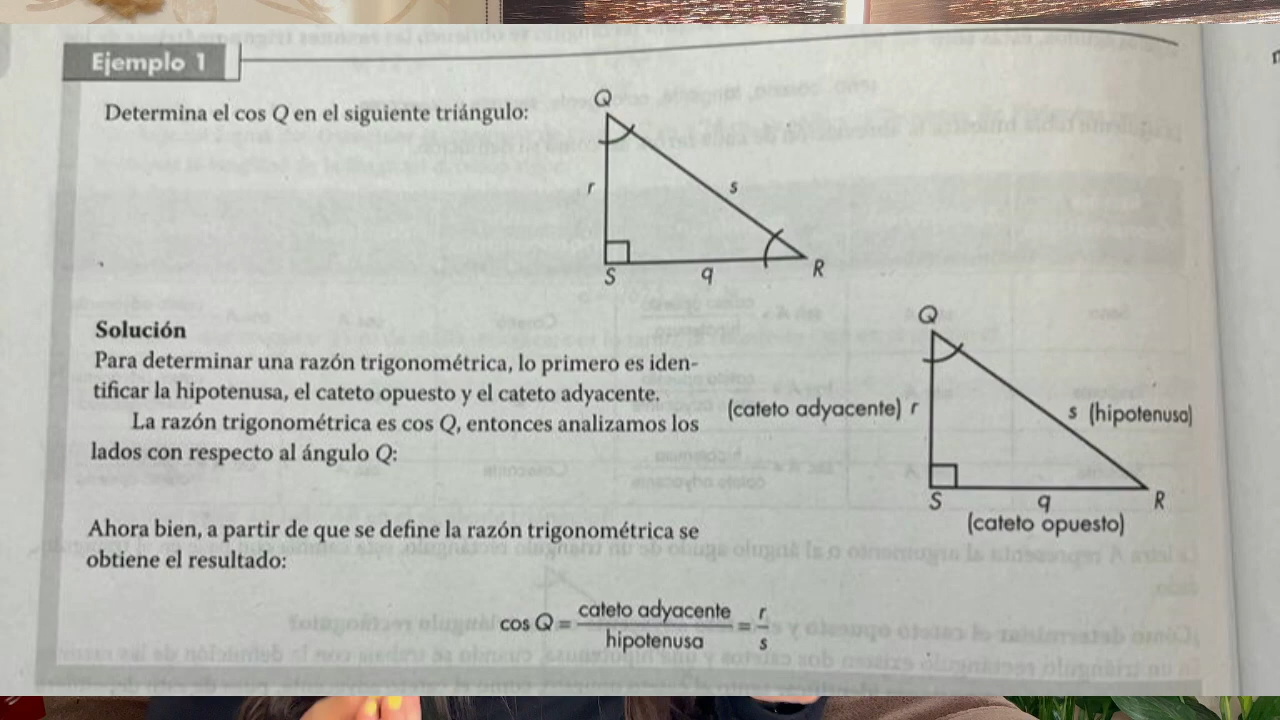 Ejemplo 1
Determina el cos Q en el siguiente triángulo:
Q
r
s
S
q
R
Solución
Para determinar una razón trigonométrica, lo primero es iden-
tificar la hipotenusa, el cateto opuesto y el cateto adyacente.
La razón trigonométrica es cos Q, entonces analizamos los
lados con respecto al ángulo Q:
Q
(cateto adyacente) r
s (hipotenusa)
S
q
R
(cateto opuesto)
Ahora bien, a partir de que se define la razón trigonométrica se
obtiene el resultado:
cos Q = cateto adyacente / hipotenusa = r / s